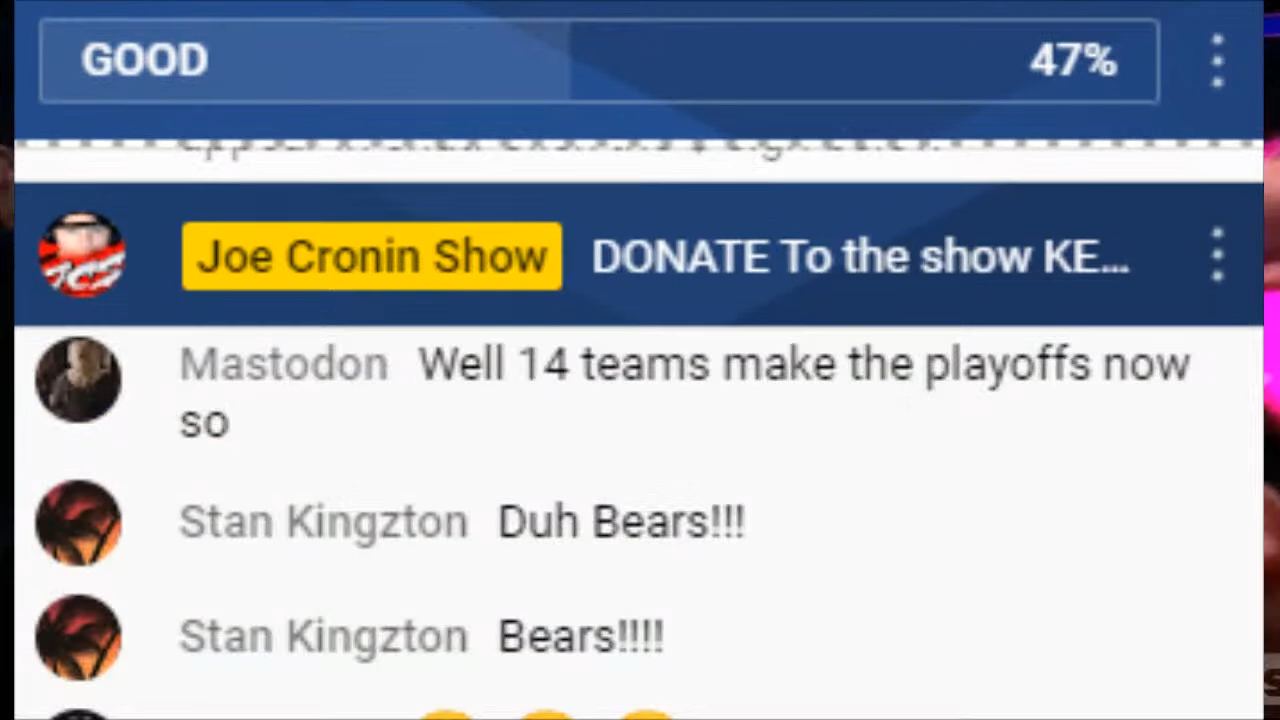 GOOD 47%
Joe Cronin Show DONATE To the show KE...
JCS
Mastodon Well 14 teams make the playoffs now
so
Stan Kingzton Duh Bears!!!
Stan Kingzton Bears!!!!